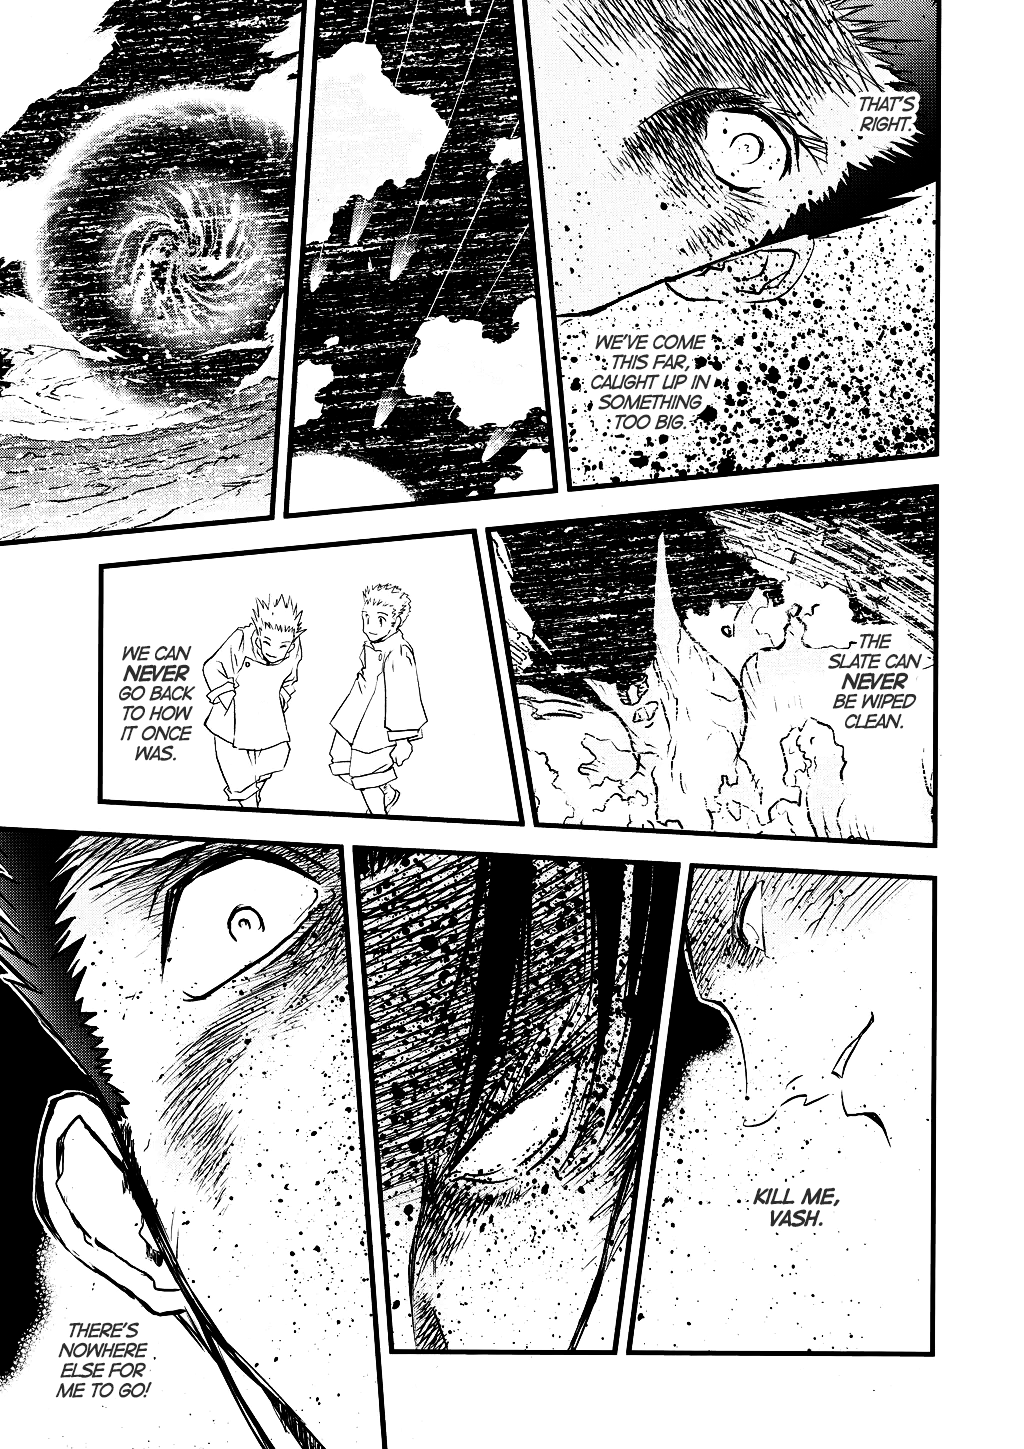 THAT'S
RIGHT.
WE'VE COME
THIS FAR,
CAUGHT UP IN
SOMETHING
TOO BIG.
THE
SLATE CAN
NEVER
BE WIPED
CLEAN.
WE CAN
NEVER
GO BACK
TO HOW
IT ONCE
WAS.
KILL ME,
VASH.
THERE'S
NOWHERE
ELSE FOR
ME TO GO!